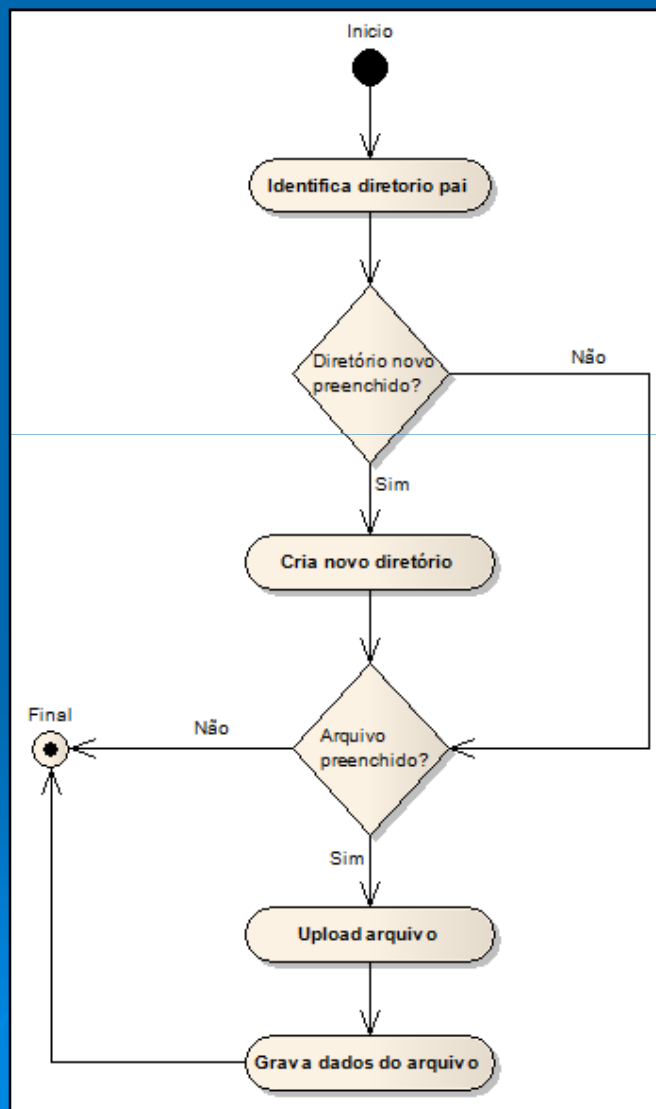 Inicio
Identifica diretorio pai
Diretório novo
preenchido?
Não
Sim
Cria novo diretório
Final
Não
Arquivo
preenchido?
Sim
Upload arquivo
Grava dados do arquivo